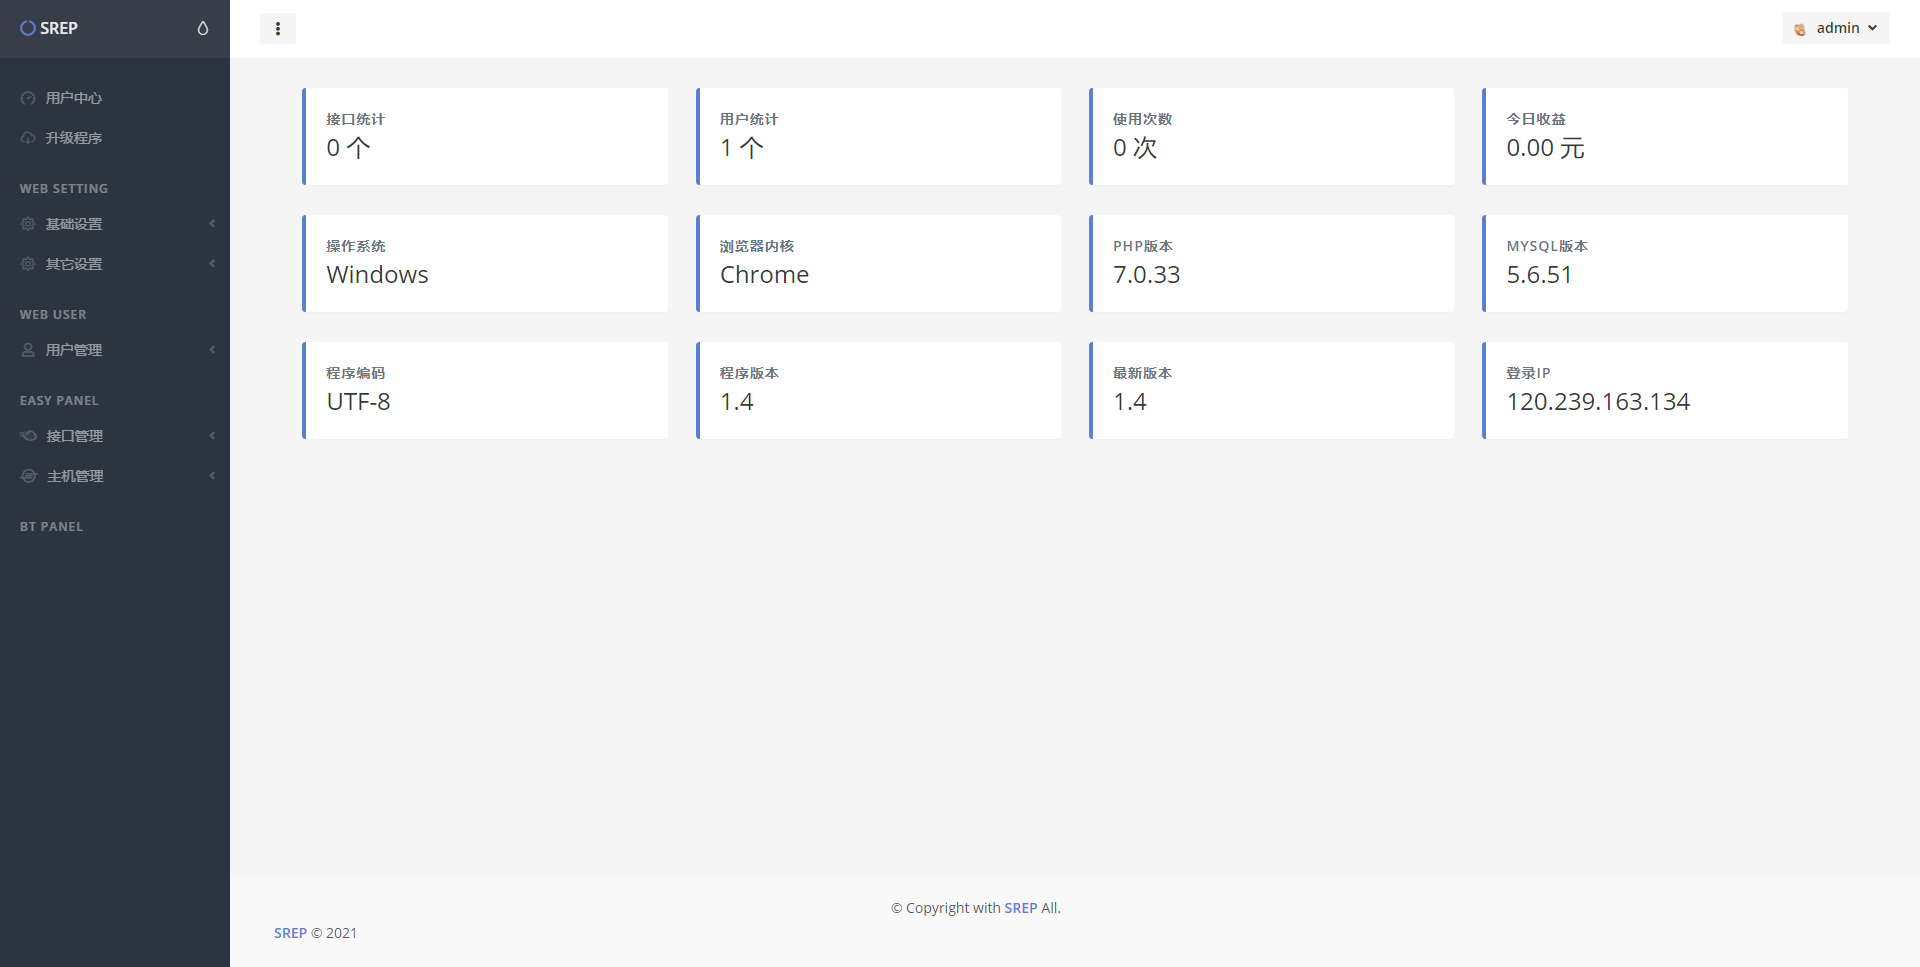 SREP
admin
用户中心
升级程序
WEB SETTING
基础设置
其它设置
WEB USER
用户管理
EASY PANEL
接口管理
主机管理
BT PANEL
接口统计
0 个
用户统计
1 个
使用次数
0 次
今日收益
0.00 元
操作系统
Windows
浏览器内核
Chrome
PHP版本
7.0.33
MYSQL版本
5.6.51
程序编码
UTF-8
程序版本
1.4
最新版本
1.4
登录IP
120.239.163.134
© Copyright with SREP All.
SREP © 2021